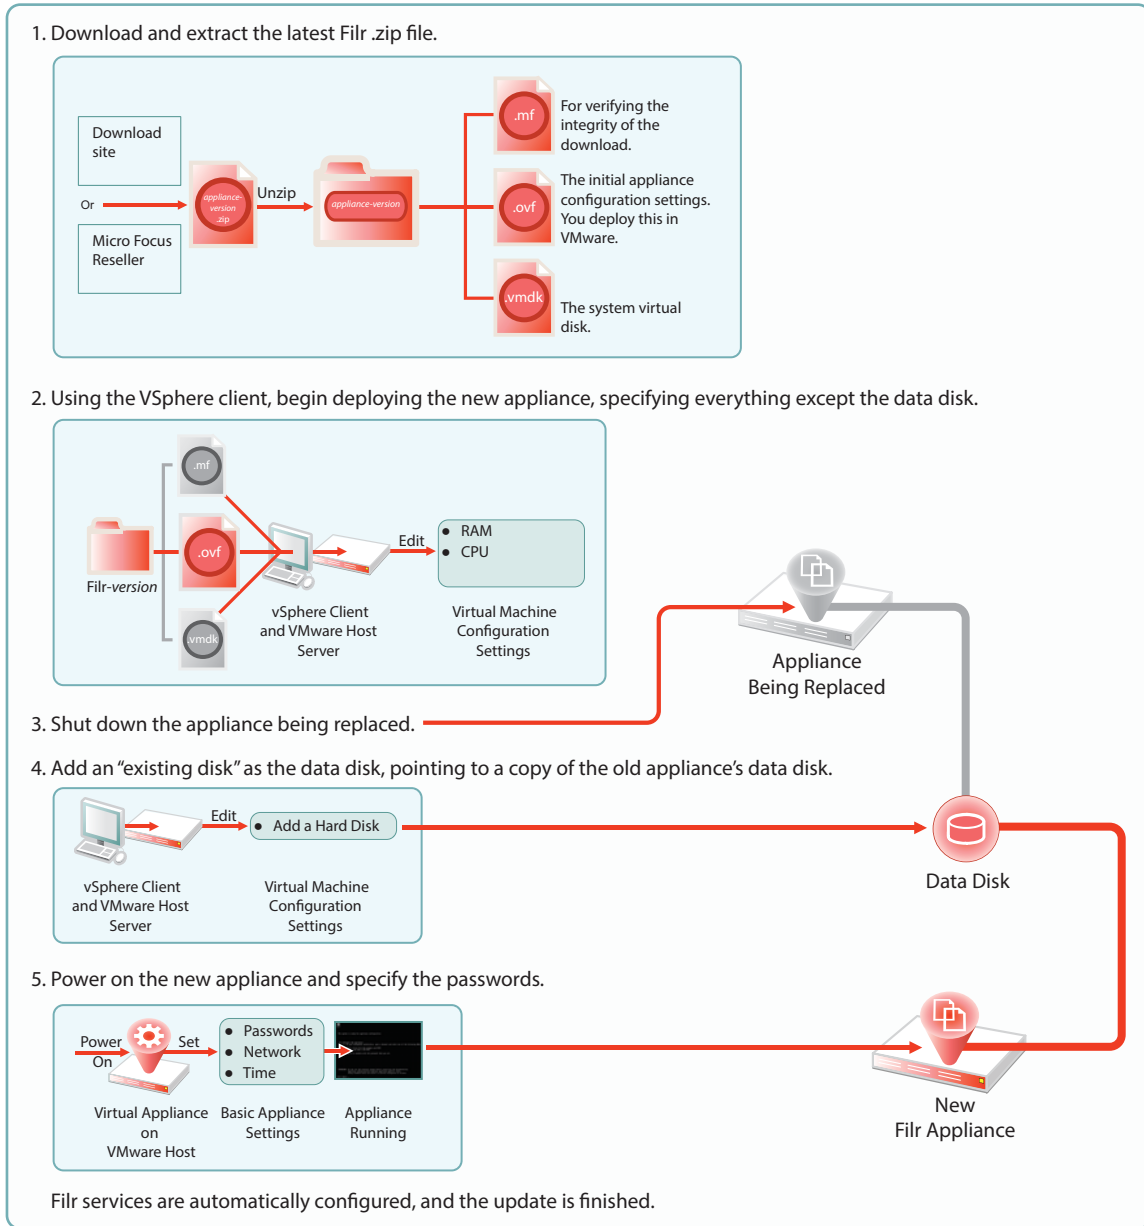 1. Download and extract the latest Filr .zip file.
Download
site
Or
Micro Focus
Reseller
appliance-
version
.zip
Unzip
appliance-version
.mf
For verifying the
integrity of the
download.
.ovf
The initial appliance
configuration settings.
You deploy this in
VMware.
.vmdk
The system virtual
disk.
2. Using the VSphere client, begin deploying the new appliance, specifying everything except the data disk.
.mf
.ovf
.vmdk
Filr-version
vSphere Client
and VMware Host
Server
Edit
• RAM
• CPU
Virtual Machine
Configuration
Settings
Appliance
Being Replaced
3. Shut down the appliance being replaced.
4. Add an “existing disk” as the data disk, pointing to a copy of the old appliance’s data disk.
Edit
• Add a Hard Disk
vSphere Client
and VMware Host
Server
Virtual Machine
Configuration
Settings
Data Disk
5. Power on the new appliance and specify the passwords.
Power
On
Set
• Passwords
• Network
• Time
Virtual Appliance
on
VMware Host
Basic Appliance
Settings
Appliance
Running
New
Filr Appliance
Filr services are automatically configured, and the update is finished.